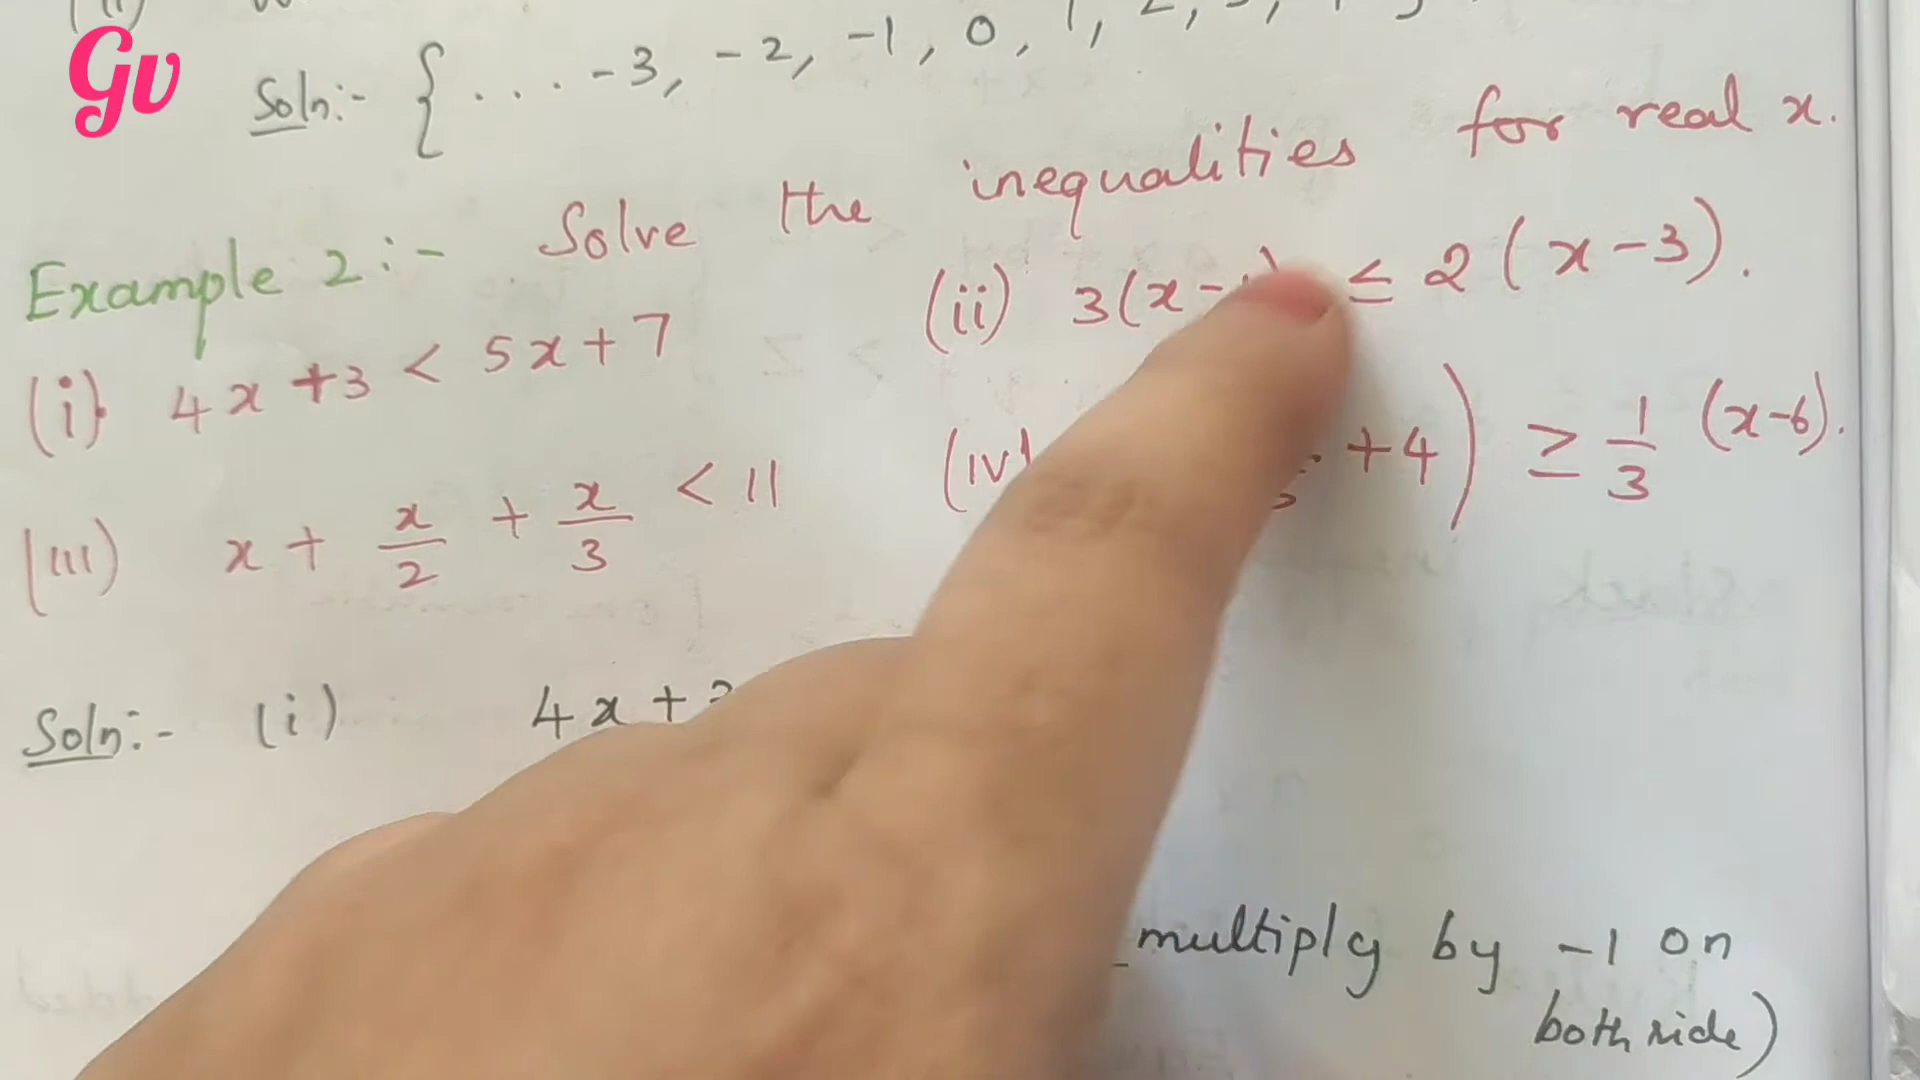 Gv
Soln:- { .... -3, -2, -1, 0, 1, 2, 3,
Example 2:- Solve the inequalities for real x.
(i) 4x + 3 < 5x + 7 (ii) 3(x - ) ≤ 2(x - 3).
(iii) x + x/2 + x/3 < 11 (iv) + 4) ≥ 1/3 (x-6).
Soln:- (i) 4x +
multiply by -1 on
both side)